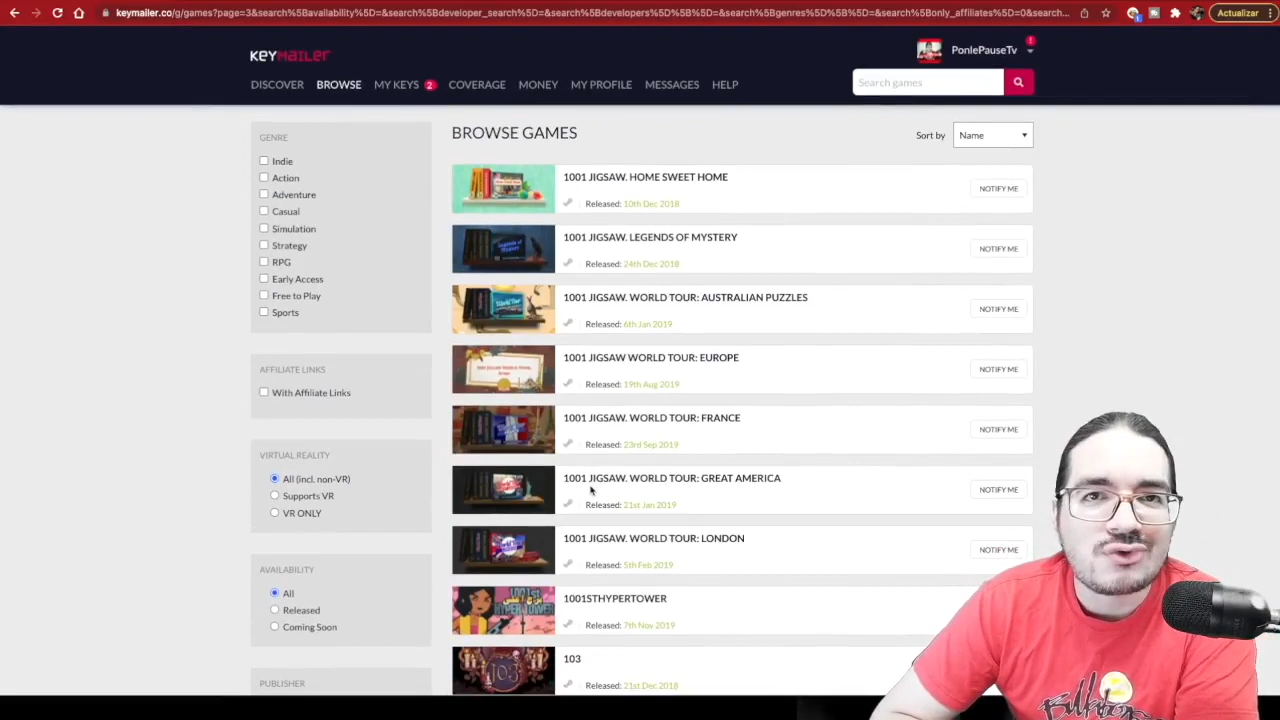 keymailer.co/g/games?page=3&search%5Bavailability%5D=&search%5Bdeveloper_search%5D=&search%5Bdevelopers%5D%5B%5D=&search%5Bgenres%5D%5B%5D=&search%5Bonly_affiliates%5D=0&search...
Actualizar
KEYMAILER
PonlePauseTv
!
DISCOVER BROWSE MY KEYS 2 COVERAGE MONEY MY PROFILE MESSAGES HELP
Search games
GENRE
Indie
Action
Adventure
Casual
Simulation
Strategy
RPG
Early Access
Free to Play
Sports
AFFILIATE LINKS
With Affiliate Links
VIRTUAL REALITY
All (incl. non-VR)
Supports VR
VR ONLY
AVAILABILITY
All
Released
Coming Soon
PUBLISHER
BROWSE GAMES
Sort by Name
1001 JIGSAW. HOME SWEET HOME
Released: 10th Dec 2018
NOTIFY ME
1001 JIGSAW. LEGENDS OF MYSTERY
Released: 24th Dec 2018
NOTIFY ME
1001 JIGSAW. WORLD TOUR: AUSTRALIAN PUZZLES
Released: 6th Jan 2019
NOTIFY ME
1001 JIGSAW WORLD TOUR: EUROPE
Released: 19th Aug 2019
NOTIFY ME
1001 JIGSAW. WORLD TOUR: FRANCE
Released: 23rd Sep 2019
NOTIFY ME
1001 JIGSAW. WORLD TOUR: GREAT AMERICA
Released: 21st Jan 2019
NOTIFY ME
1001 JIGSAW. WORLD TOUR: LONDON
Released: 5th Feb 2019
NOTIFY ME
1001STHYPERTOWER
Released: 7th Nov 2019
103
103
Released: 21st Dec 2018